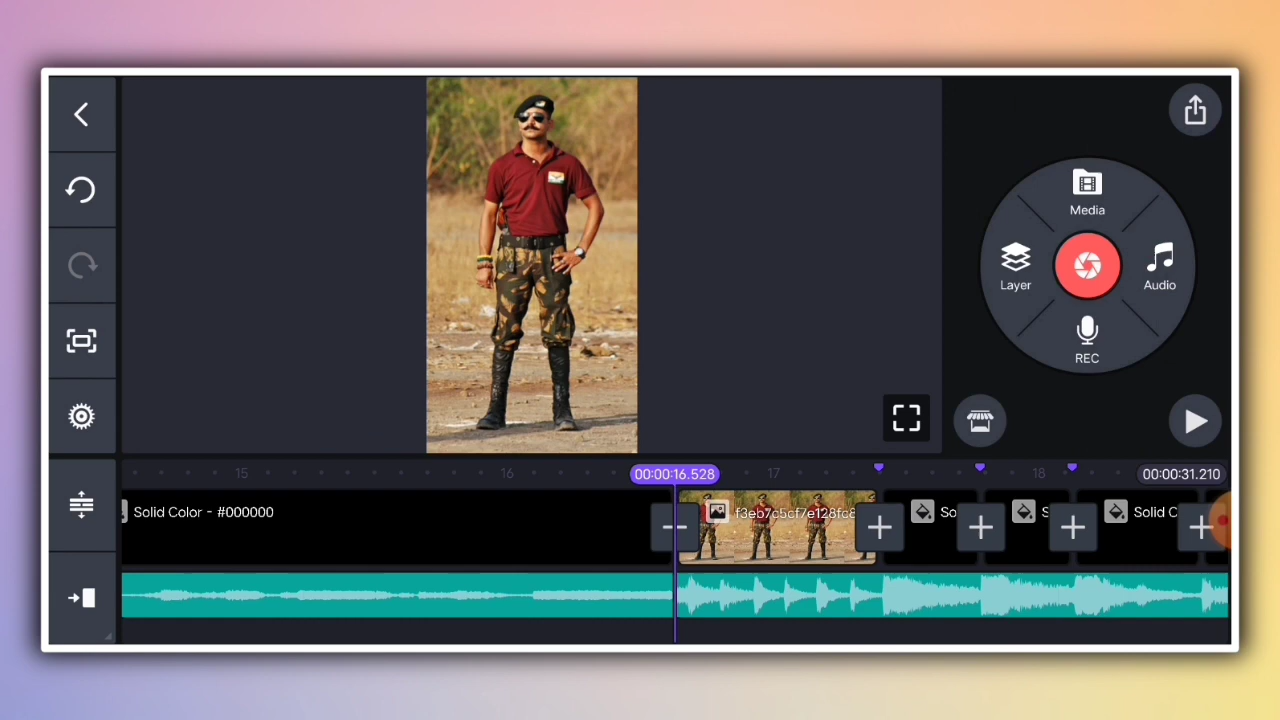 Media
Layer
Audio
REC
15
16
00:00:16.528
17
18
00:00:31.210
Solid Color - #000000
f3eb7c5cf7e128fc8
So
S
Solid C